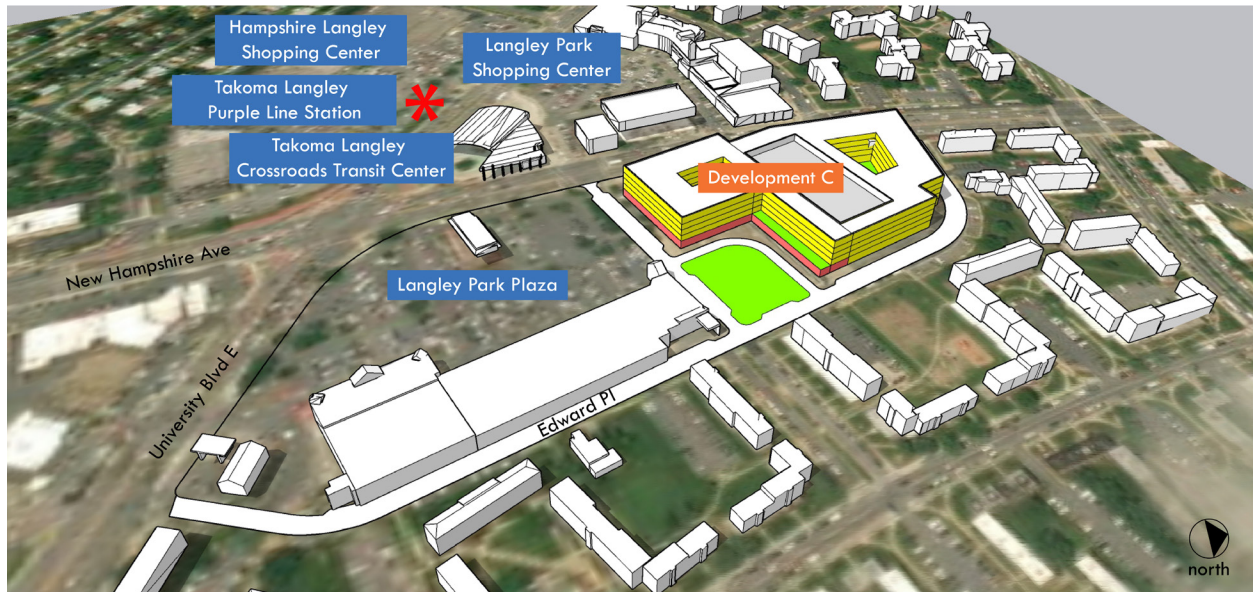 Hampshire Langley
Shopping Center
Langley Park
Shopping Center
Takoma Langley
Purple Line Station
*
Takoma Langley
Crossroads Transit Center
Development C
New Hampshire Ave
Langley Park Plaza
University Blvd E
Edward Pl
north